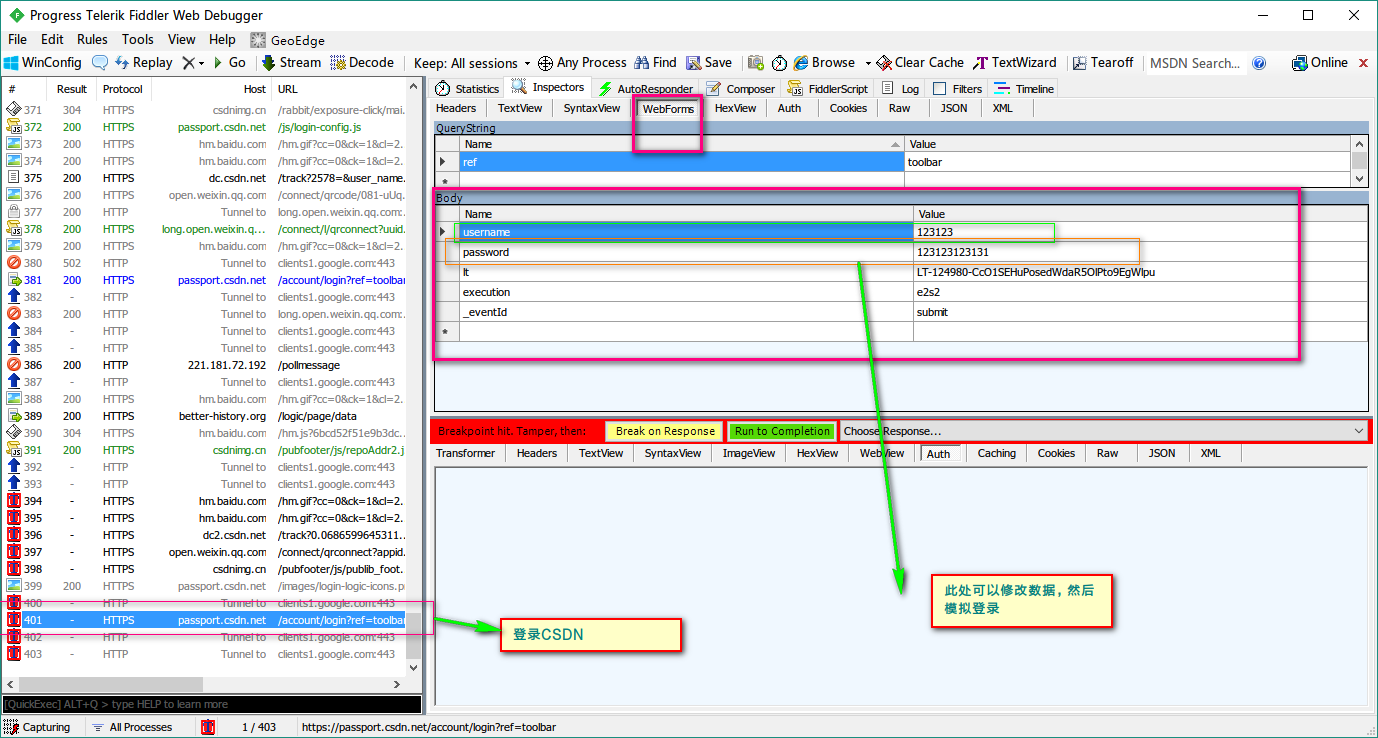 Progress Telerik Fiddler Web Debugger
File Edit Rules Tools View Help GeoEdge
WinConfig Replay Go Stream Decode Keep: All sessions Any Process Find Save Browse Clear Cache TextWizard Tearoff MSDN Search... Online
# Result Protocol Host URL
371 304 HTTPS csdnimg.cn /rabbit/exposure-click/mai.
372 200 HTTPS passport.csdn.net /js/login-config.js
373 200 HTTPS hm.baidu.com /hm.gif?cc=0&ck=1&cl=2.
374 200 HTTPS hm.baidu.com /hm.gif?cc=0&ck=1&cl=2.
375 200 HTTPS dc.csdn.net /track?2578=&user_name.
376 200 HTTPS open.weixin.qq.com /connect/qrcode/081-uUq.
377 200 HTTP Tunnel to long.open.weixin.qq.com:.
378 200 HTTPS long.open.weixin.q... /connect/l/qrconnect?uuid.
379 200 HTTPS hm.baidu.com /hm.gif?cc=0&ck=1&cl=2.
380 502 HTTP Tunnel to clients1.google.com:443
381 200 HTTPS passport.csdn.net /account/login?ref=toolbar
382 - HTTP Tunnel to clients1.google.com:443
383 200 HTTP Tunnel to long.open.weixin.qq.com:.
384 - HTTP Tunnel to clients1.google.com:443
385 - HTTP Tunnel to clients1.google.com:443
386 200 HTTP 221.181.72.192 /pollmessage
387 - HTTP Tunnel to clients1.google.com:443
388 200 HTTPS hm.baidu.com /hm.gif?cc=0&ck=1&cl=2.
389 200 HTTPS better-history.org /logic/page/data
390 304 HTTPS hm.baidu.com /hm.js?6bcd52f51e9b3dc..
391 200 HTTPS csdnimg.cn /pubfooter/js/repoAddr2.j
392 - HTTP Tunnel to clients1.google.com:443
393 - HTTP Tunnel to clients1.google.com:443
394 - HTTPS hm.baidu.com /hm.gif?cc=0&ck=1&cl=2.
395 - HTTPS hm.baidu.com /hm.gif?cc=0&ck=1&cl=2.
396 - HTTPS dc2.csdn.net /track?0.0686599645311..
397 - HTTPS open.weixin.qq.com /connect/qrconnect?appid.
398 - HTTPS csdnimg.cn /pubfooter/js/publib_foot.
399 200 HTTPS passport.csdn.net /images/login-logic-icons.p
400 - HTTP Tunnel to clients1.google.com:443
401 - HTTPS passport.csdn.net /account/login?ref=toolbar
402 - HTTP Tunnel to clients1.google.com:443
403 - HTTP Tunnel to clients1.google.com:443
[QuickExec] ALT+Q > type HELP to learn more
Statistics Inspectors AutoResponder Composer FiddlerScript Log Filters Timeline
Headers TextView SyntaxView WebForms HexView Auth Cookies Raw JSON XML
QueryString
Name Value
ref toolbar
Body
Name Value
username 123123
password 123123123131
lt LT-124980-CcO1SEHuPosedWdaR5OlPto9EgWlpu
execution e2s2
_eventId submit
Breakpoint hit. Tamper, then: Break on Response Run to Completion Choose Response...
Transformer Headers TextView SyntaxView ImageView HexView WebView Auth Caching Cookies Raw JSON XML
此处可以修改数据，然后
模拟登录
登录CSDN
Capturing All Processes 1 / 403 https://passport.csdn.net/account/login?ref=toolbar